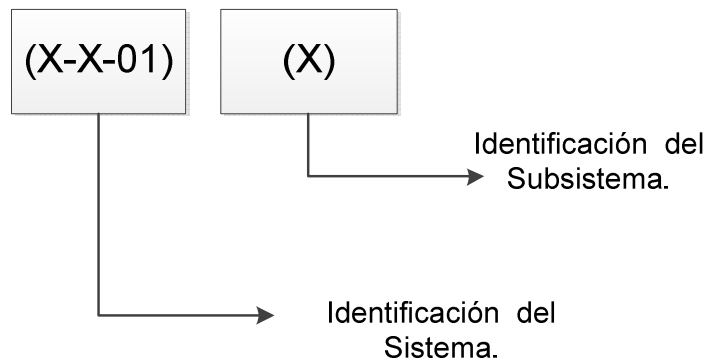 (X-X-01) (X)
Identificación del
Subsistema.
Identificación del
Sistema.